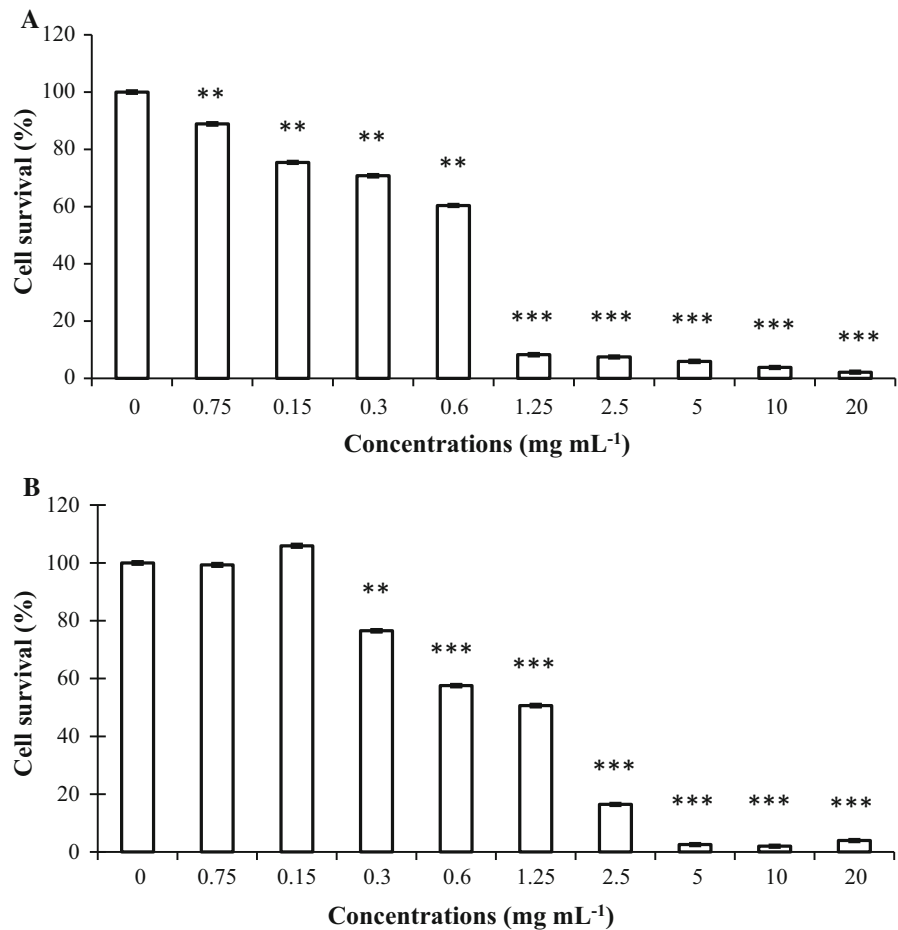 A
120
100
80
60
40
20
0
Cell survival (%)
** ** ** ** *** *** *** *** ***
0 0.75 0.15 0.3 0.6 1.25 2.5 5 10 20
Concentrations (mg mL⁻¹)
B
120
100
80
60
40
20
0
Cell survival (%)
** *** *** *** *** *** ***
0 0.75 0.15 0.3 0.6 1.25 2.5 5 10 20
Concentrations (mg mL⁻¹)